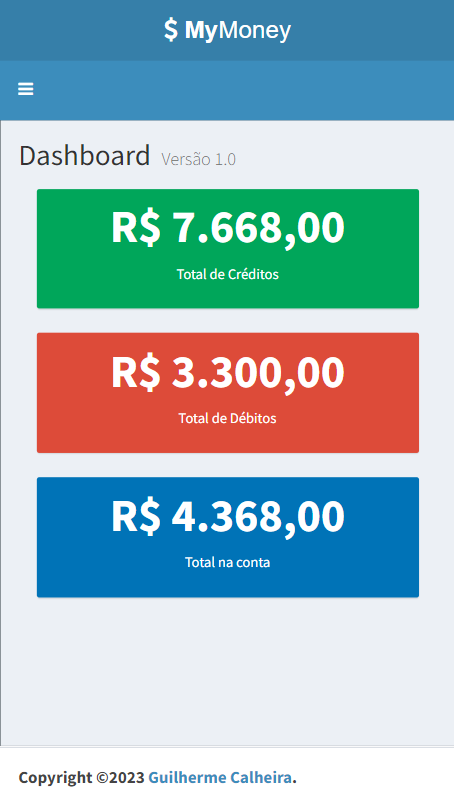 $ MyMoney
Dashboard Versão 1.0
R$ 7.668,00
Total de Créditos
R$ 3.300,00
Total de Débitos
R$ 4.368,00
Total na conta
Copyright ©2023 Guilherme Calheira.